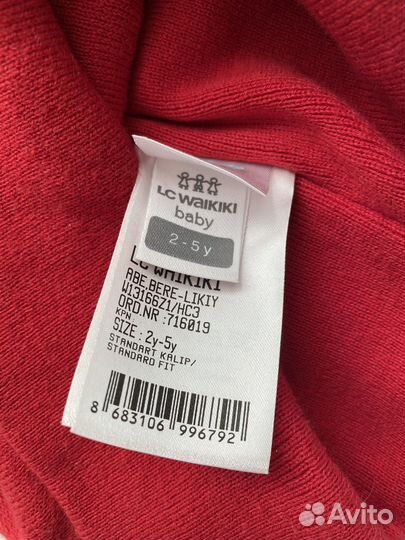 LC WAIKIKI
baby
2-5 y
LC WAIKIKI
ABE.BERE-LIKIY
W13166Z1/HC3
ORD.NR :716019
KPN
SIZE: 2y-5y
STANDART KALIP/
STANDARD FIT
8 683106 996792
Avito